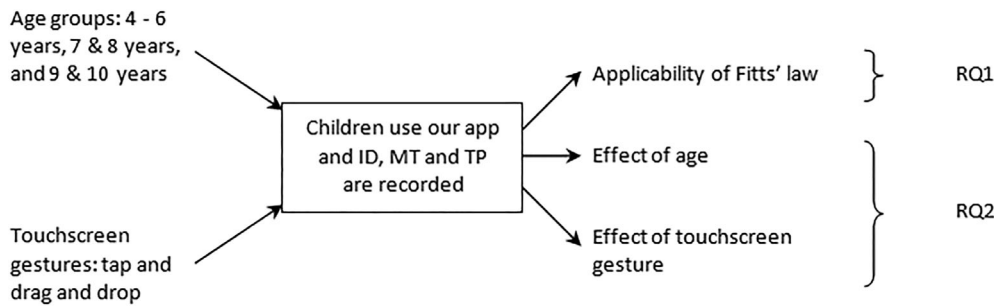 Age groups: 4 - 6
years, 7 & 8 years,
and 9 & 10 years
Touchscreen
gestures: tap and
drag and drop
Children use our app
and ID, MT and TP
are recorded
Applicability of Fitts' law
RQ1
Effect of age
Effect of touchscreen
gesture
RQ2